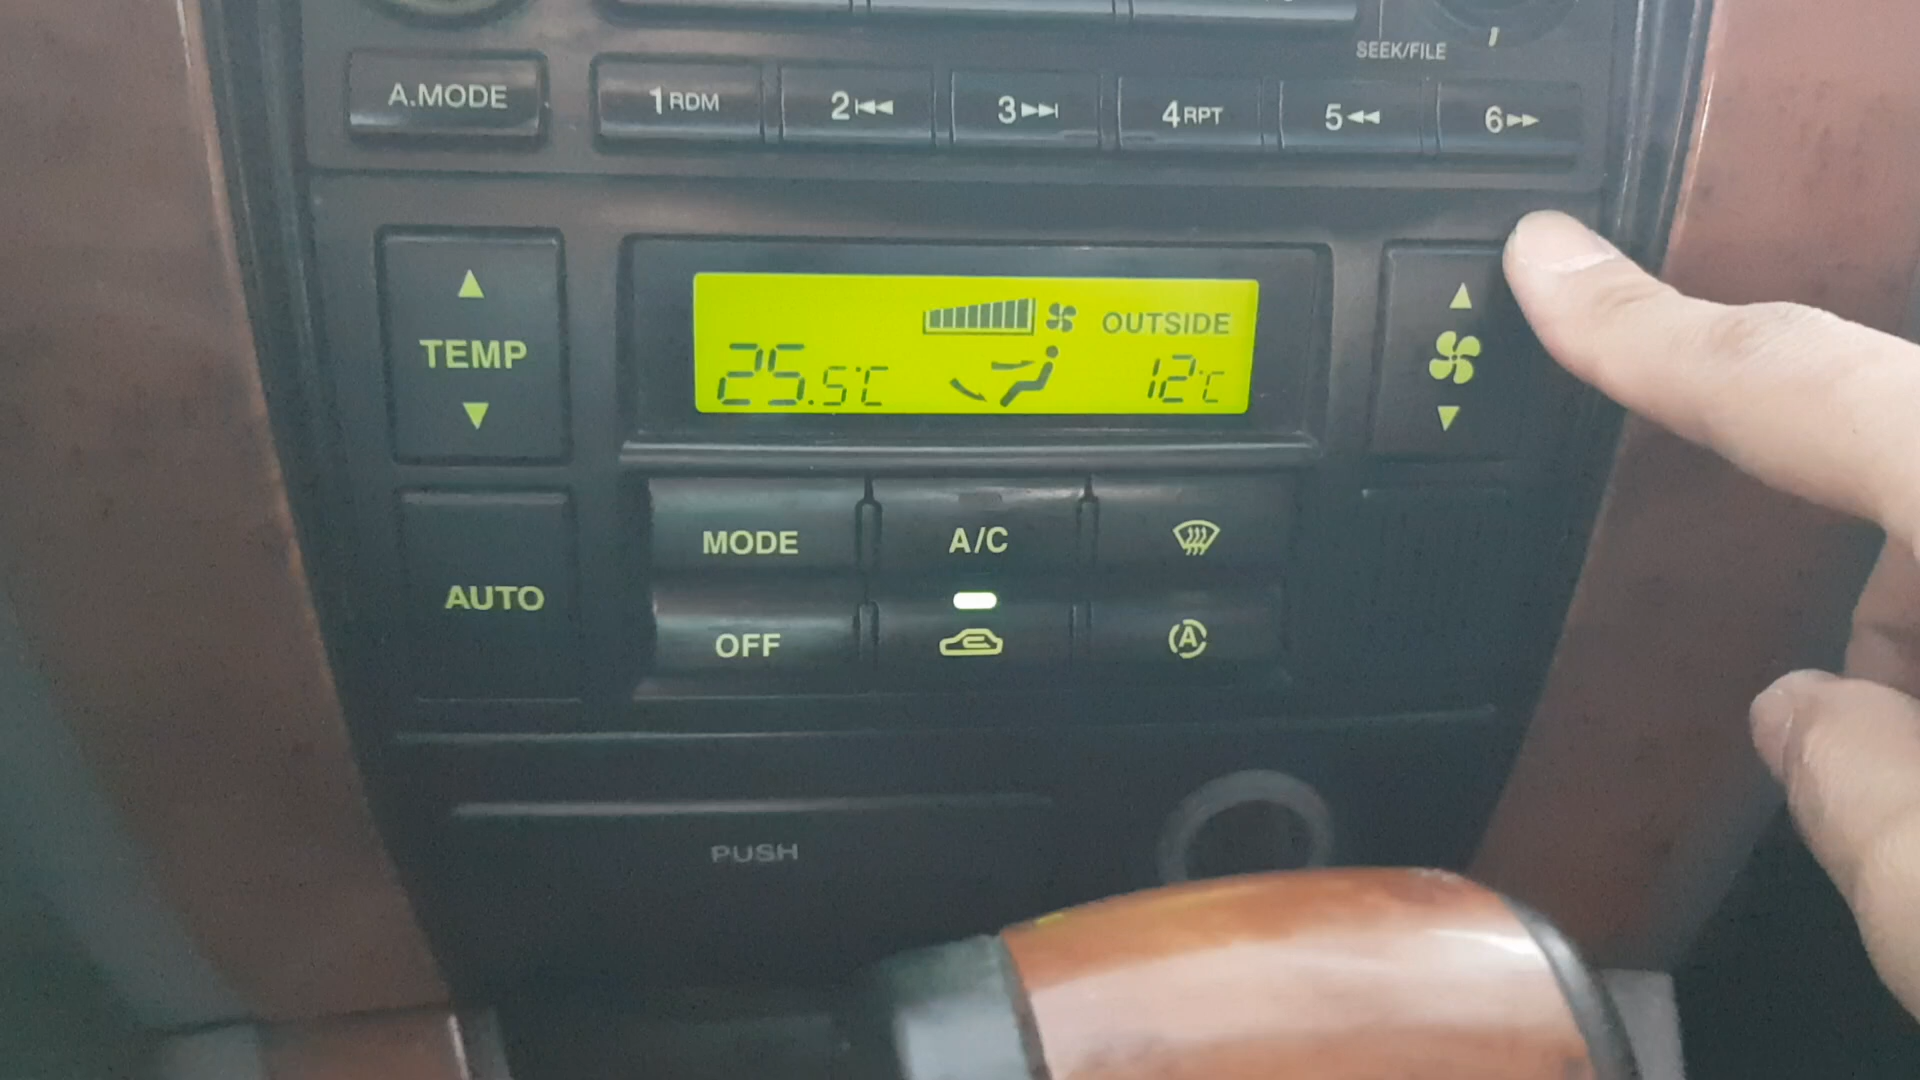 SEEK/FILE
A.MODE
1 RDM
2
3
4 RPT
5
6
TEMP
OUTSIDE
25.5°C
12°C
MODE
A/C
AUTO
OFF
A
PUSH